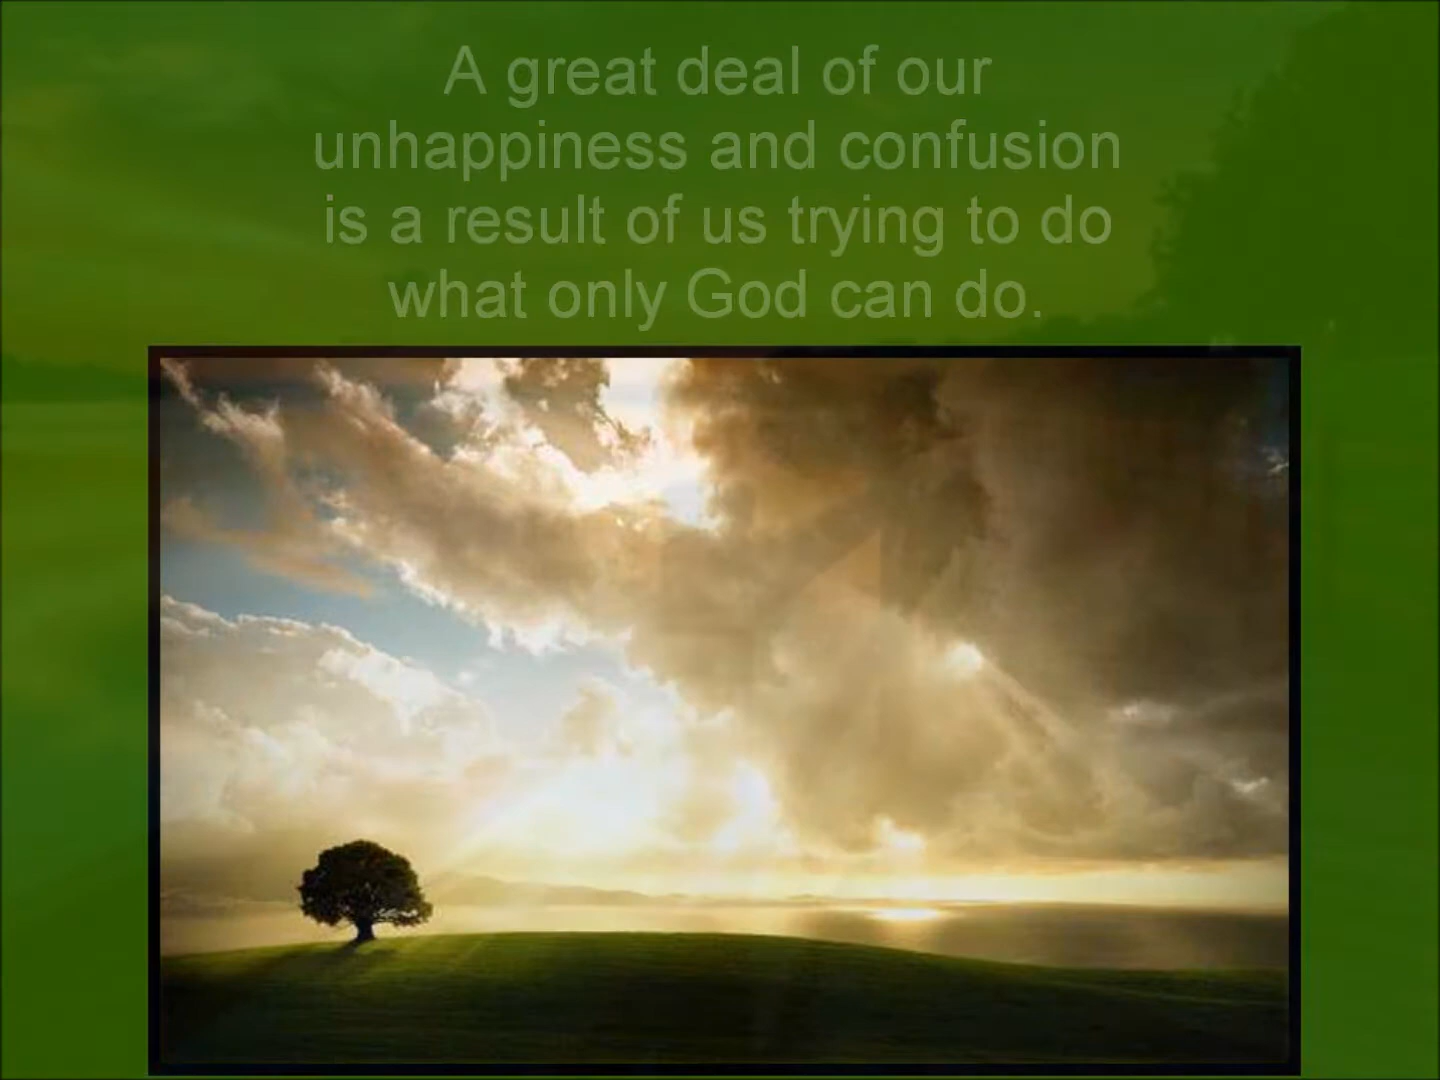 A great deal of our
unhappiness and confusion
is a result of us trying to do
what only God can do.